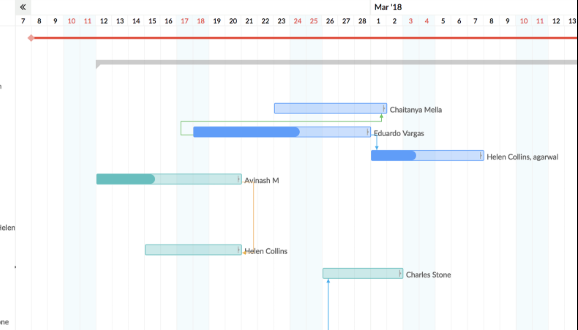 «
Mar '18
7 8 9 10 11 12 13 14 15 16 17 18 19 20 21 22 23 24 25 26 27 28 1 2 3 4 5 6 7 8 9 10 11 12 13
Chaitanya Melia
Eduardo Vargas
Helen Collins, agarwal
Avinash M
Helen Collins
Charles Stone